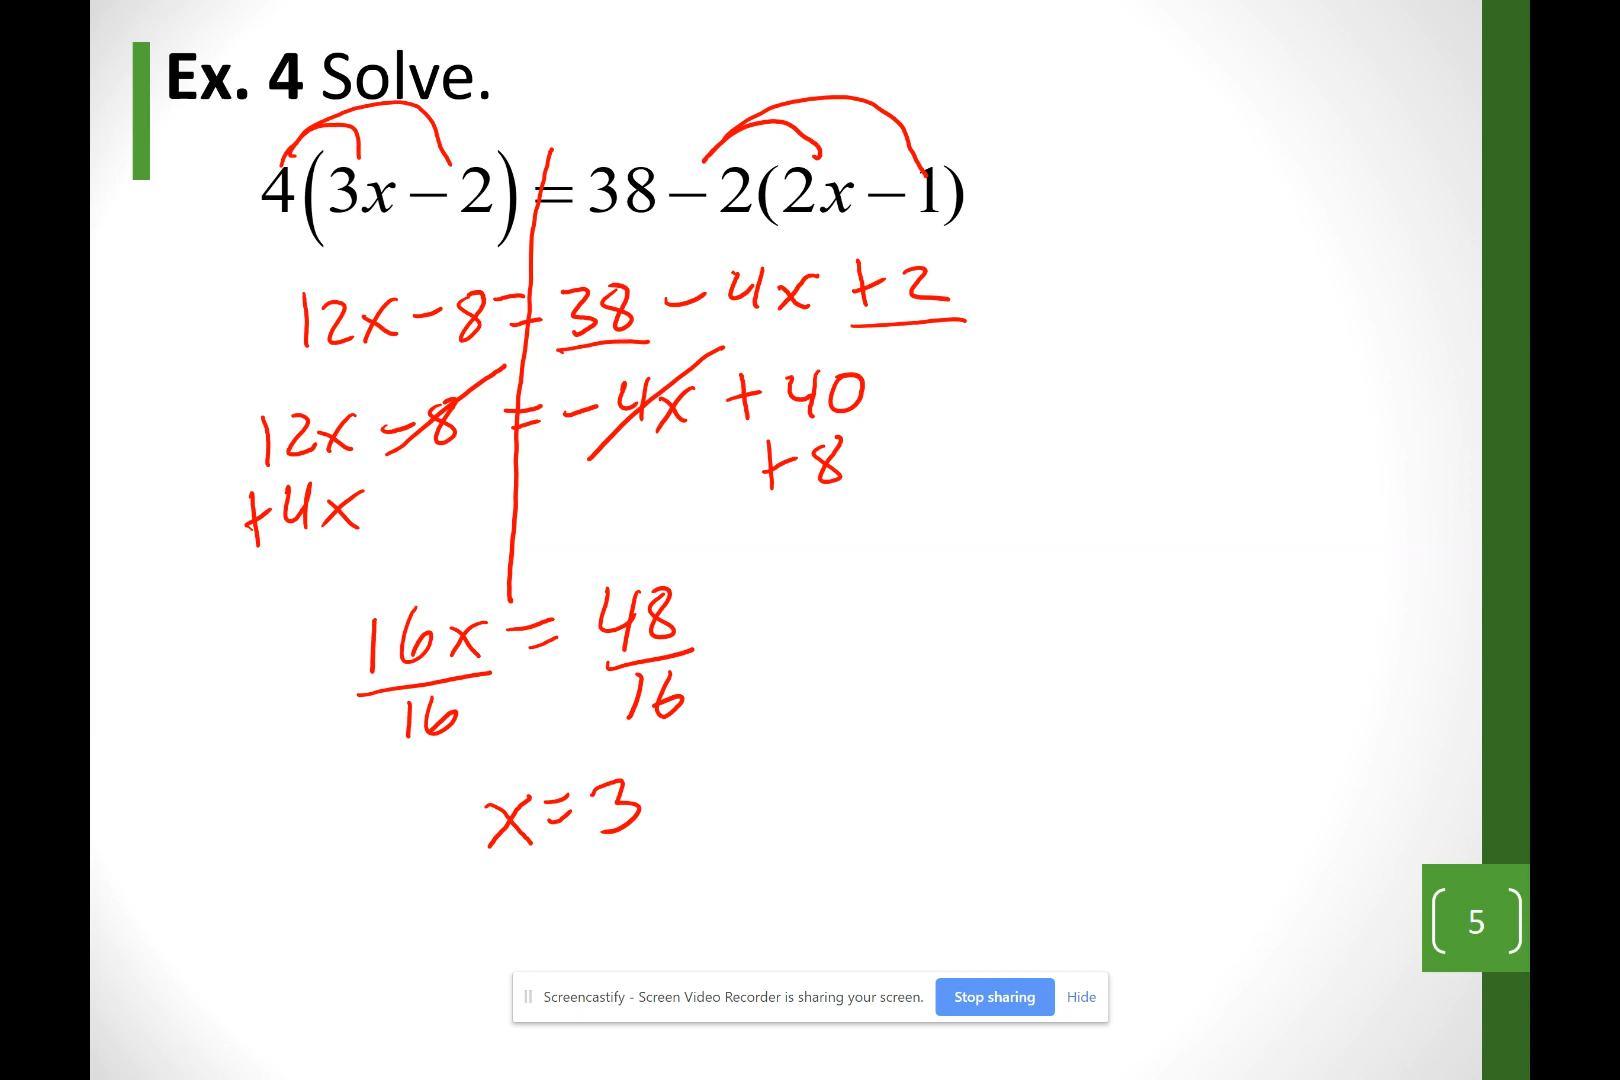 Ex. 4 Solve.
4(3x − 2) = 38 − 2(2x − 1)
12x − 8 = 38 − 4x + 2
12x − 8 = −4x + 40
+4x +8
16x = 48
16 16
x = 3
5
Screencastify - Screen Video Recorder is sharing your screen. Stop sharing Hide